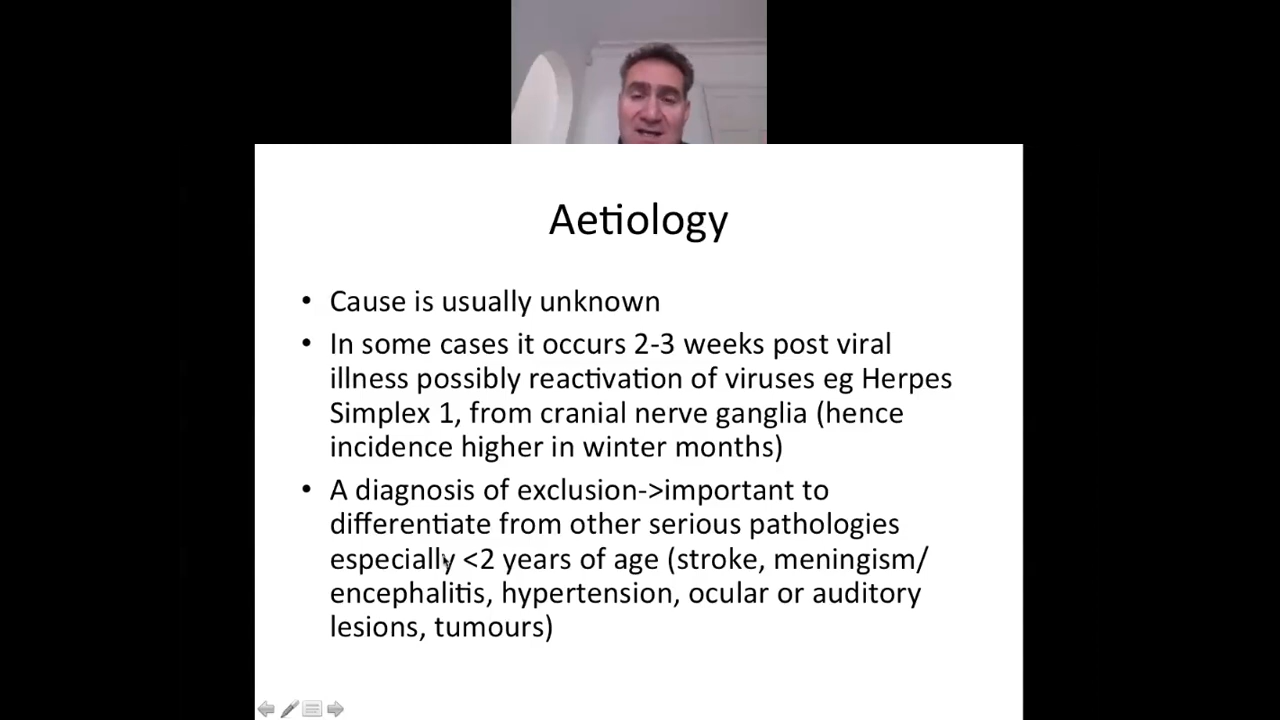 Aetiology
• Cause is usually unknown
• In some cases it occurs 2-3 weeks post viral
illness possibly reactivation of viruses eg Herpes
Simplex 1, from cranial nerve ganglia (hence
incidence higher in winter months)
• A diagnosis of exclusion->important to
differentiate from other serious pathologies
especially <2 years of age (stroke, meningism/
encephalitis, hypertension, ocular or auditory
lesions, tumours)